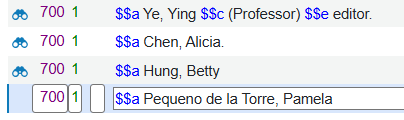 700 1 $$a Ye, Ying $$c (Professor) $$e editor.
700 1 $$a Chen, Alicia.
700 1 $$a Hung, Betty
700 1 $$a Pequeno de la Torre, Pamela